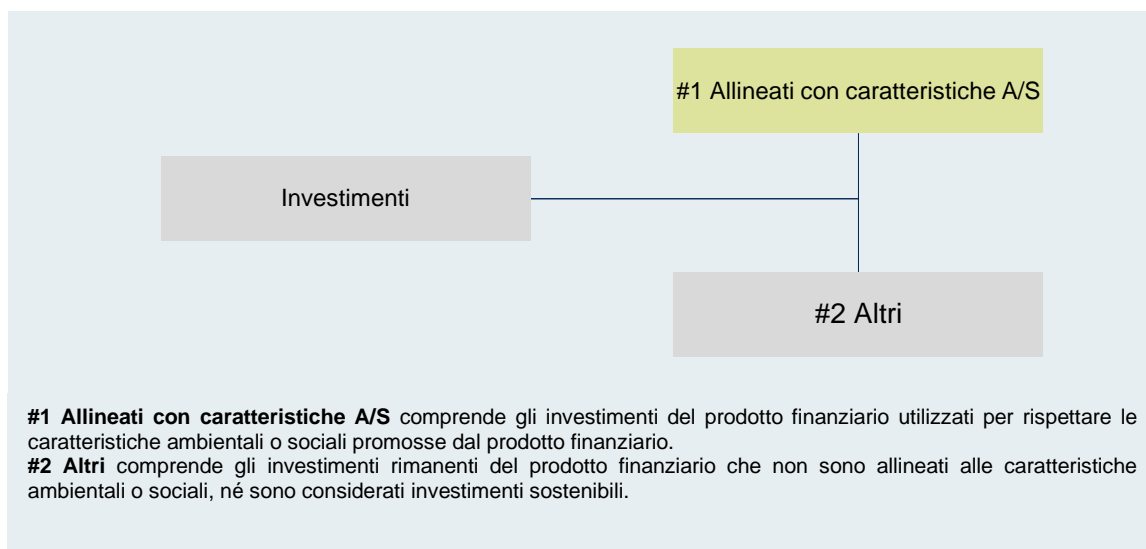 #1 Allineati con caratteristiche A/S
Investimenti
#2 Altri
#1 Allineati con caratteristiche A/S comprende gli investimenti del prodotto finanziario utilizzati per rispettare le
caratteristiche ambientali o sociali promosse dal prodotto finanziario.
#2 Altri comprende gli investimenti rimanenti del prodotto finanziario che non sono allineati alle caratteristiche
ambientali o sociali, né sono considerati investimenti sostenibili.